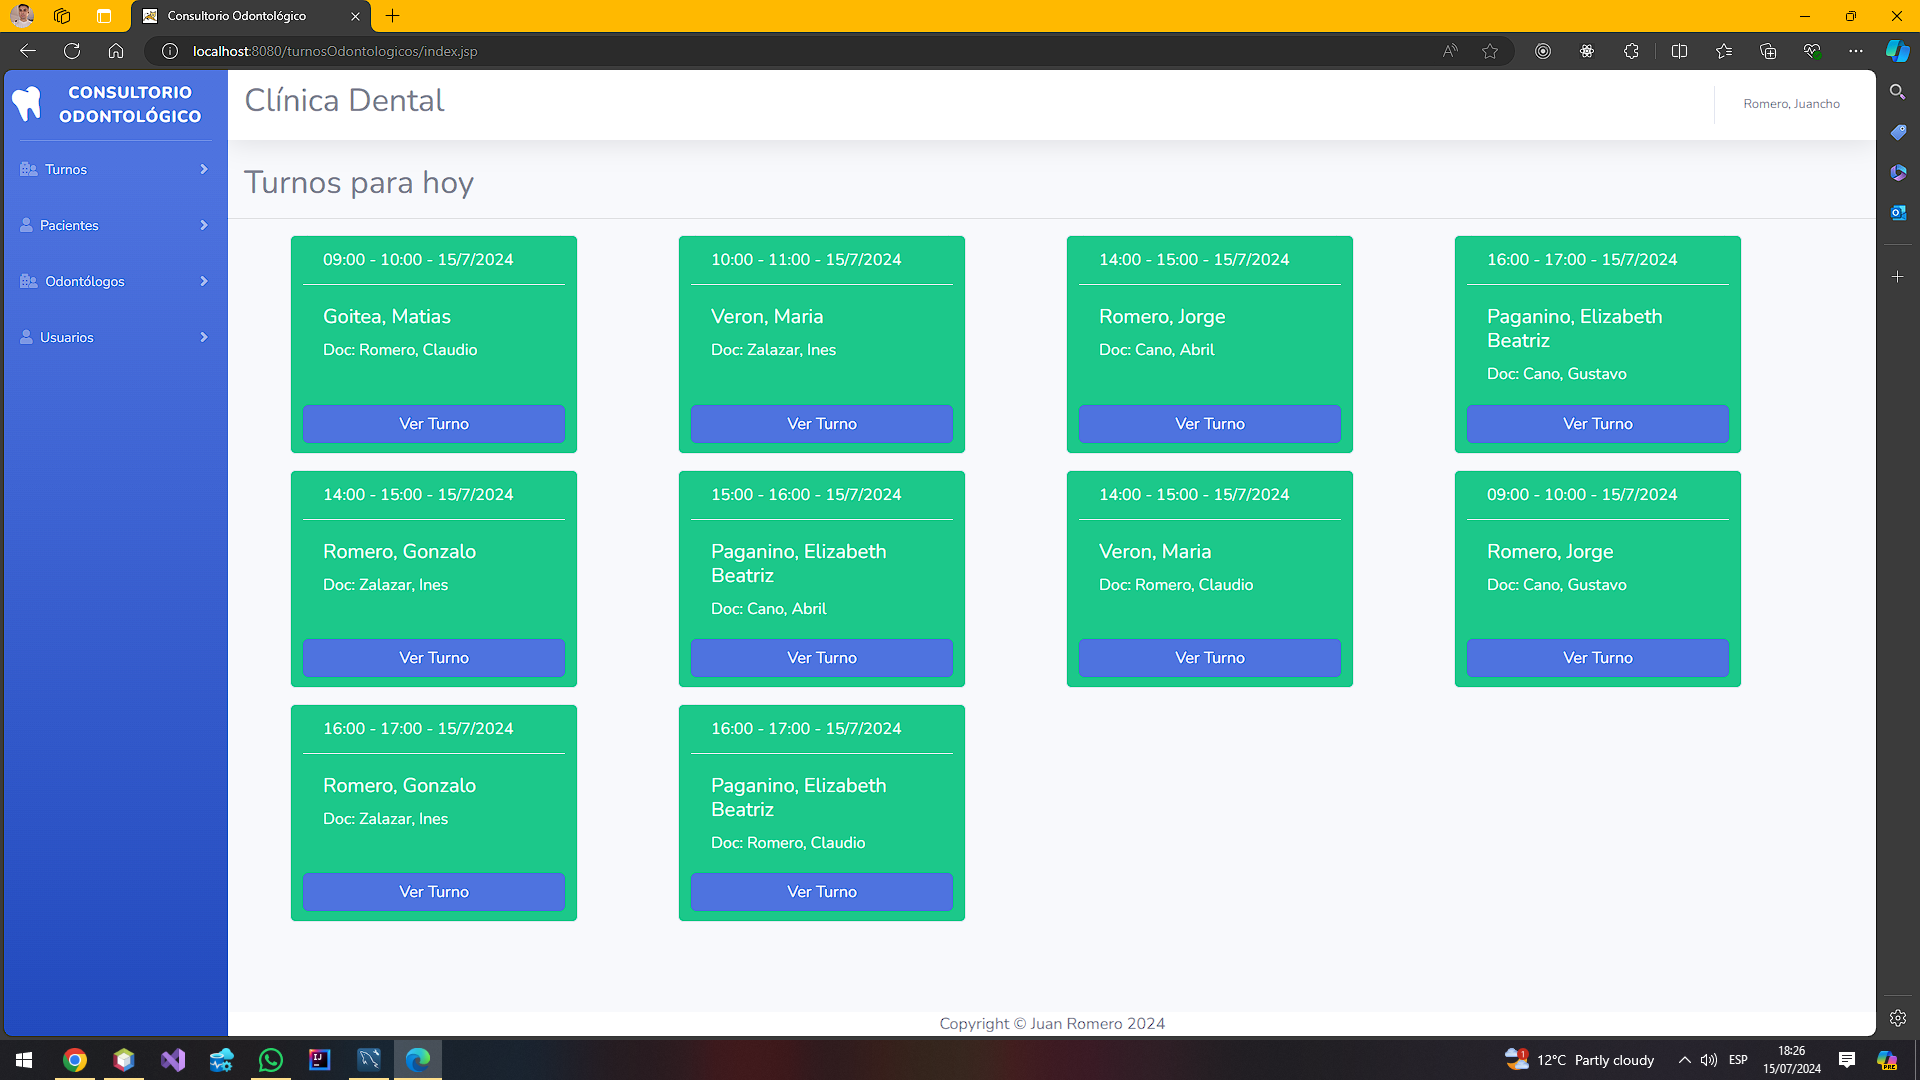 Consultorio Odontológico
localhost:8080/turnosOdontologicos/index.jsp
CONSULTORIO
ODONTOLÓGICO
Turnos
Pacientes
Odontólogos
Usuarios
Clínica Dental
Romero, Juancho
Turnos para hoy
09:00 - 10:00 - 15/7/2024
Goitea, Matias
Doc: Romero, Claudio
Ver Turno
10:00 - 11:00 - 15/7/2024
Veron, Maria
Doc: Zalazar, Ines
Ver Turno
14:00 - 15:00 - 15/7/2024
Romero, Jorge
Doc: Cano, Abril
Ver Turno
16:00 - 17:00 - 15/7/2024
Paganino, Elizabeth
Beatriz
Doc: Cano, Gustavo
Ver Turno
14:00 - 15:00 - 15/7/2024
Romero, Gonzalo
Doc: Zalazar, Ines
Ver Turno
15:00 - 16:00 - 15/7/2024
Paganino, Elizabeth
Beatriz
Doc: Cano, Abril
Ver Turno
14:00 - 15:00 - 15/7/2024
Veron, Maria
Doc: Romero, Claudio
Ver Turno
09:00 - 10:00 - 15/7/2024
Romero, Jorge
Doc: Cano, Gustavo
Ver Turno
16:00 - 17:00 - 15/7/2024
Romero, Gonzalo
Doc: Zalazar, Ines
Ver Turno
16:00 - 17:00 - 15/7/2024
Paganino, Elizabeth
Beatriz
Doc: Romero, Claudio
Ver Turno
Copyright © Juan Romero 2024
1
12°C Partly cloudy
ESP
18:26
15/07/2024
PRE